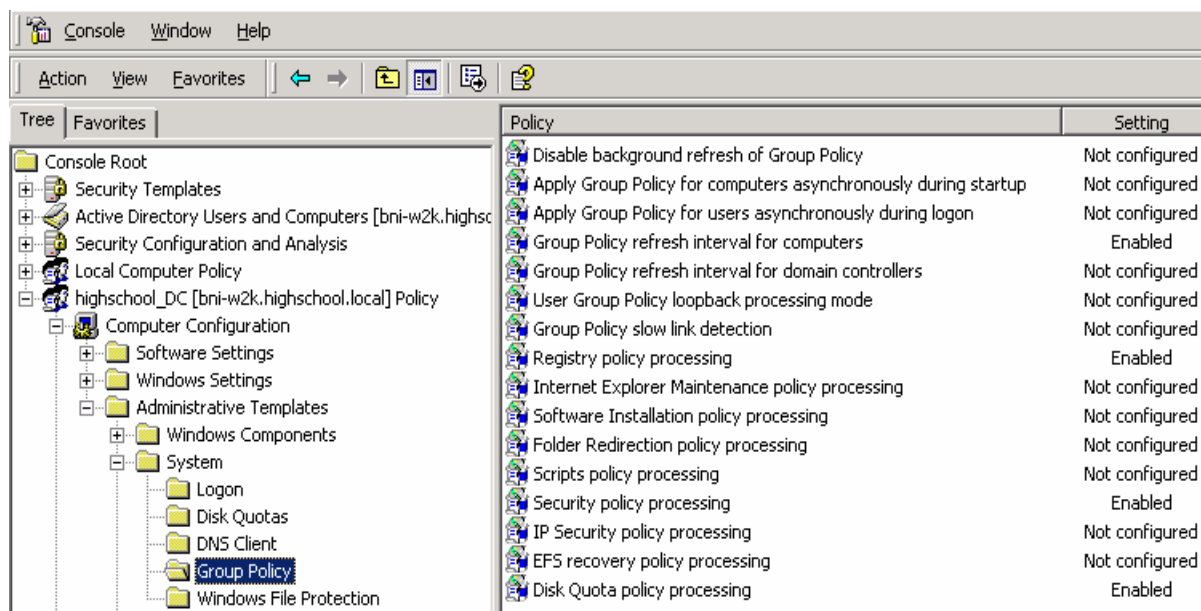 Console Window Help
Action View Favorites
Tree Favorites
Console Root
Security Templates
Active Directory Users and Computers [bni-w2k.highsc
Security Configuration and Analysis
Local Computer Policy
highschool_DC [bni-w2k.highschool.local] Policy
Computer Configuration
Software Settings
Windows Settings
Administrative Templates
Windows Components
System
Logon
Disk Quotas
DNS Client
Group Policy
Windows File Protection
Policy Setting
Disable background refresh of Group Policy Not configured
Apply Group Policy for computers asynchronously during startup Not configured
Apply Group Policy for users asynchronously during logon Not configured
Group Policy refresh interval for computers Enabled
Group Policy refresh interval for domain controllers Not configured
User Group Policy loopback processing mode Not configured
Group Policy slow link detection Not configured
Registry policy processing Enabled
Internet Explorer Maintenance policy processing Not configured
Software Installation policy processing Not configured
Folder Redirection policy processing Not configured
Scripts policy processing Not configured
Security policy processing Enabled
IP Security policy processing Not configured
EFS recovery policy processing Not configured
Disk Quota policy processing Enabled